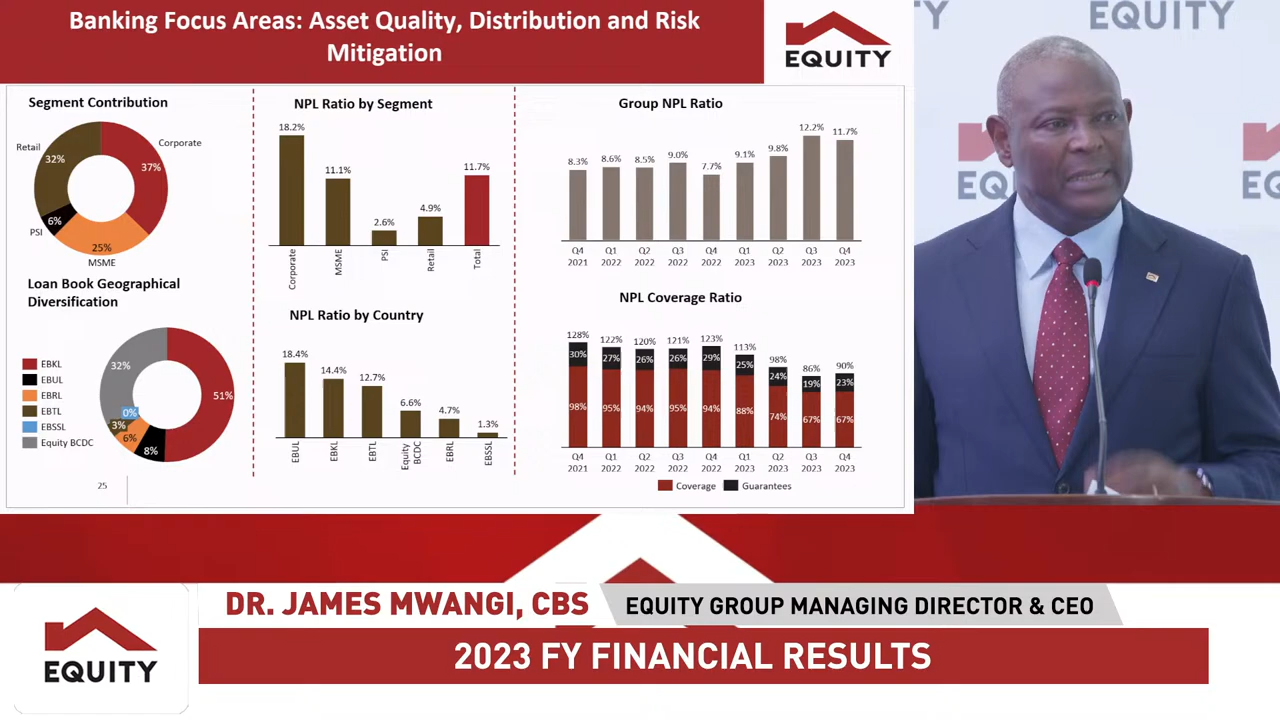 Banking Focus Areas: Asset Quality, Distribution and Risk
Mitigation
EQUITY
Segment Contribution
Retail
32%
Corporate
37%
6%
PSI
25%
MSME
Loan Book Geographical
Diversification
EBKL
EBUL
EBRL
EBTL
EBSSL
Equity BCDC
32%
51%
0%
3%
6%
8%
25
NPL Ratio by Segment
18.2%
11.1%
2.6%
4.9%
11.7%
Corporate
MSME
PSI
Retail
Total
NPL Ratio by Country
18.4%
14.4%
12.7%
6.6%
4.7%
1.3%
EBUL
EBKL
EBTL
Equity
BCDC
EBRL
EBSSL
Group NPL Ratio
8.3% 8.6% 8.5% 9.0% 7.7% 9.1% 9.8% 12.2% 11.7%
Q4 Q1 Q2 Q3 Q4 Q1 Q2 Q3 Q4
2021 2022 2022 2022 2022 2023 2023 2023 2023
NPL Coverage Ratio
128% 122% 120% 121% 123% 113% 98% 86% 90%
30% 27% 26% 26% 29% 25% 24% 19% 23%
98% 95% 94% 95% 94% 88% 74% 67% 67%
Q4 Q1 Q2 Q3 Q4 Q1 Q2 Q3 Q4
2021 2022 2022 2022 2022 2023 2023 2023 2023
Coverage Guarantees
TY
EQUITY
EQ
EQ
DR. JAMES MWANGI, CBS
EQUITY GROUP MANAGING DIRECTOR & CEO
EQUITY
2023 FY FINANCIAL RESULTS